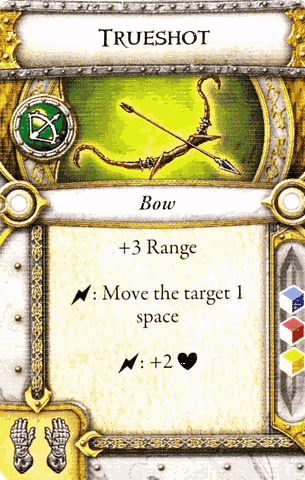 TRUESHOT
Bow
+3 Range
: Move the target 1
space
: +2